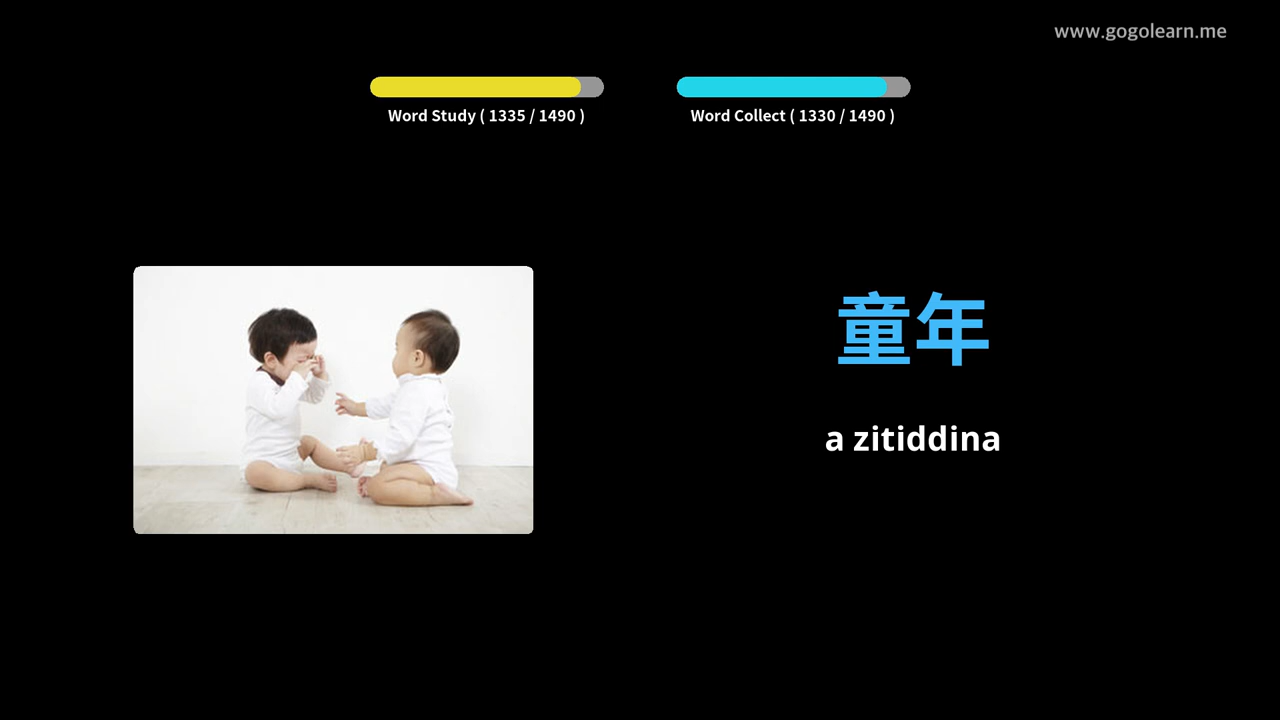 www.gogolearn.me
Word Study ( 1335 / 1490 )
Word Collect ( 1330 / 1490 )
童年
a zitiddina